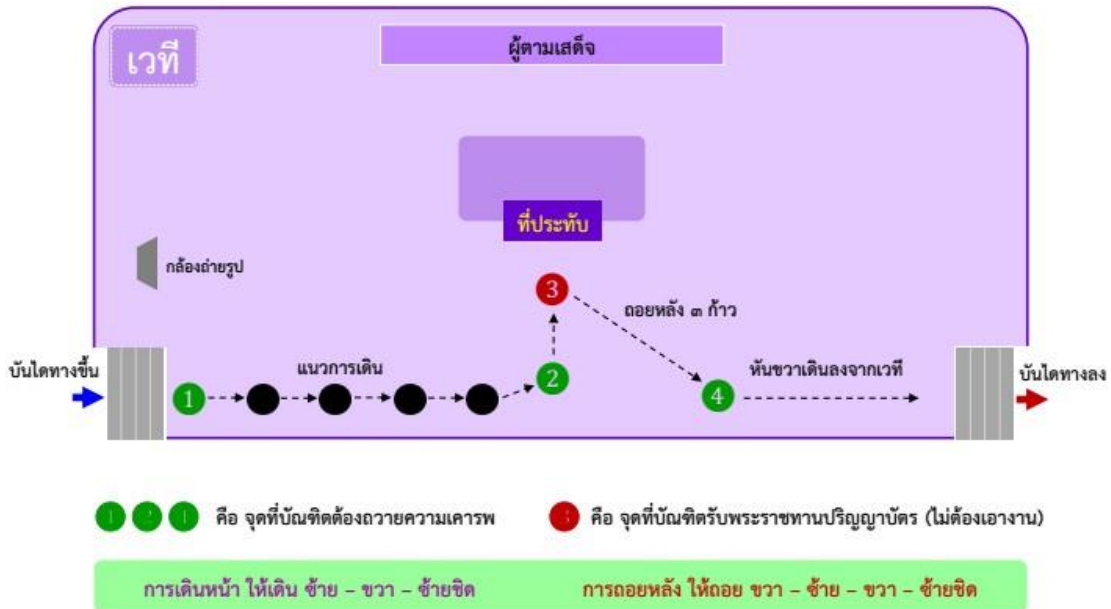 ผู้ตามเสด็จ
เวที
ที่ประทับ
กล้องถ่ายรูป
3
ถอยหลัง ๓ ก้าว
บันไดทางขึ้น
แนวการเดิน
2
หันขวาเดินลงจากเวที
บันไดทางลง
1
4
คือ จุดที่บัณฑิตต้องถวายความเคารพ
3 คือ จุดที่บัณฑิตรับพระราชทานปริญญาบัตร (ไม่ต้องเอางาน)
การเดินหน้า ให้เดิน ซ้าย – ขวา – ซ้ายชิด
การถอยหลัง ให้ถอย ขวา – ซ้าย – ขวา – ซ้ายชิด